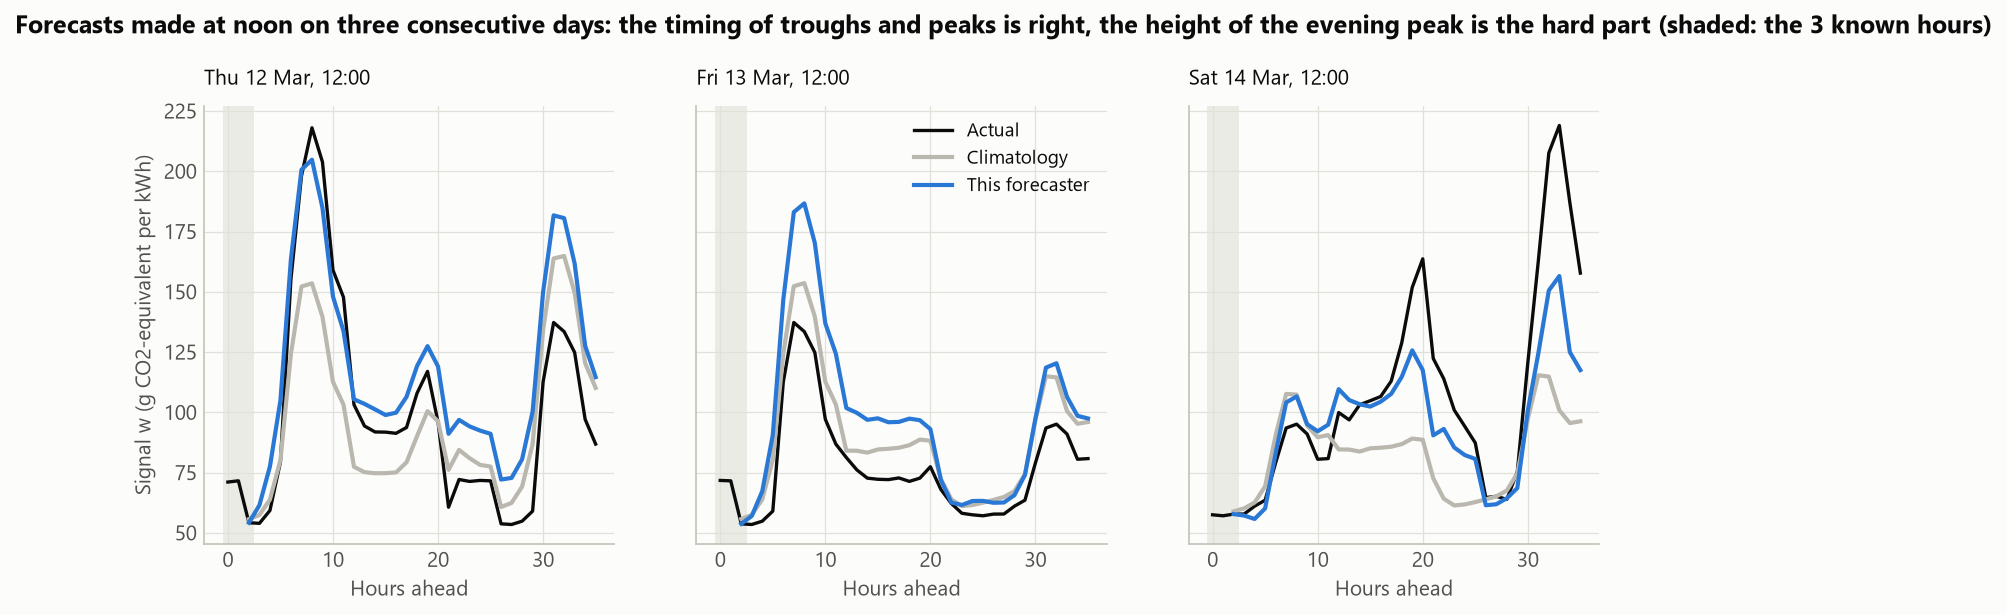 Forecasts made at noon on three consecutive days: the timing of troughs and peaks is right, the height of the evening peak is the hard part (shaded: the 3 known hours)
Thu 12 Mar, 12:00
Fri 13 Mar, 12:00
Sat 14 Mar, 12:00
Signal w (g CO2-equivalent per kWh)
225
200
175
150
125
100
75
50
Actual
Climatology
This forecaster
0 10 20 30
0 10 20 30
0 10 20 30
Hours ahead
Hours ahead
Hours ahead